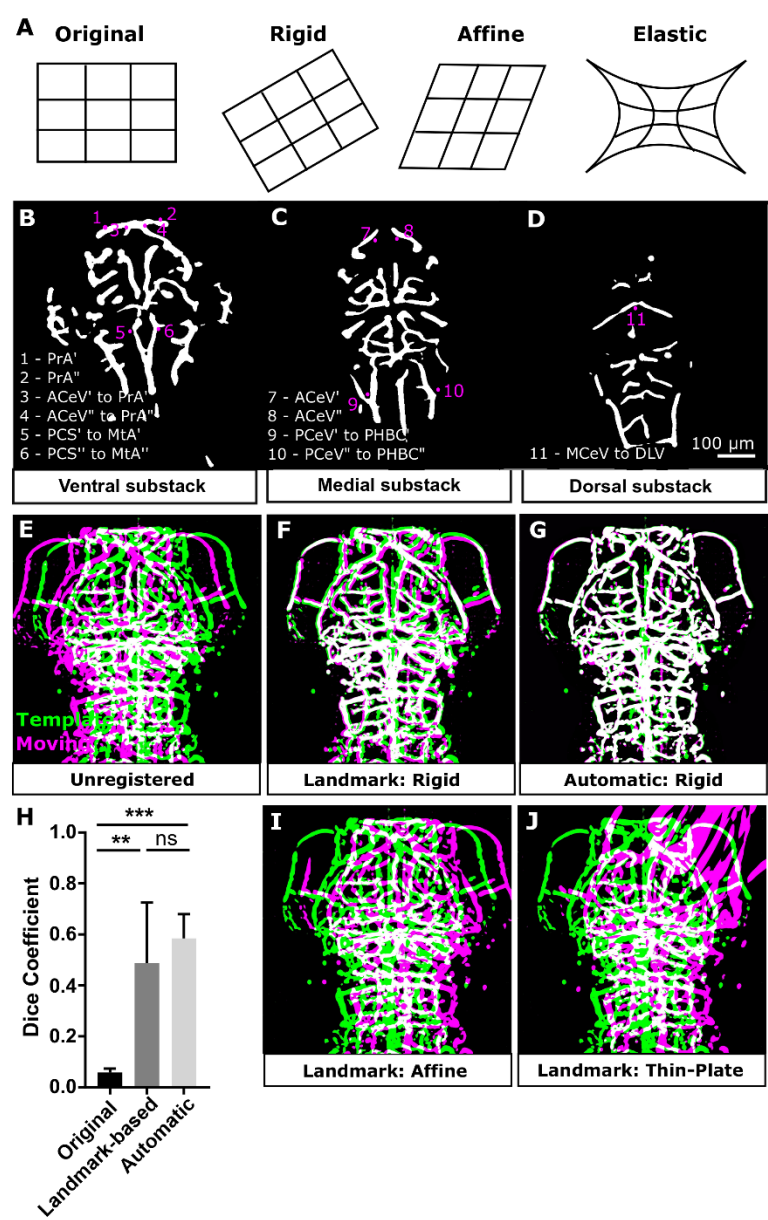 A
Original
Rigid
Affine
Elastic
B
1
2
3
4
5
6
1 - PrA'
2 - PrA"
3 - ACeV' to PrA'
4 - ACeV" to PrA"
5 - PCS' to MtA'
6 - PCS'' to MtA''
Ventral substack
C
7
8
9
10
7 - ACeV'
8 - ACeV"
9 - PCeV' to PHBC'
10 - PCeV" to PHBC"
Medial substack
D
11
11 - MCeV to DLV
100 µm
Dorsal substack
E
Template
Moving
Unregistered
F
Landmark: Rigid
G
Automatic: Rigid
H
***
**
ns
Dice Coefficient
1.0
0.8
0.6
0.4
0.2
0.0
Original
Landmark-based
Automatic
I
Landmark: Affine
J
Landmark: Thin-Plate